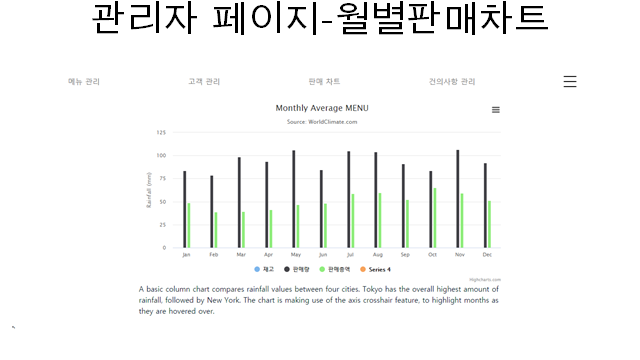 관리자 페이지-월별판매차트
메뉴 관리 고객 관리 판매 차트 건의사항 관리
Monthly Average MENU
Source: WorldClimate.com
Rainfall (mm)
125
100
75
50
25
0
Jan Feb Mar Apr May Jun Jul Aug Sep Oct Nov Dec
재고 판매량 판매총액 Series 4
Highcharts.com
A basic column chart compares rainfall values between four cities. Tokyo has the overall highest amount of
rainfall, followed by New York. The chart is making use of the axis crosshair feature, to highlight months as
they are hovered over.